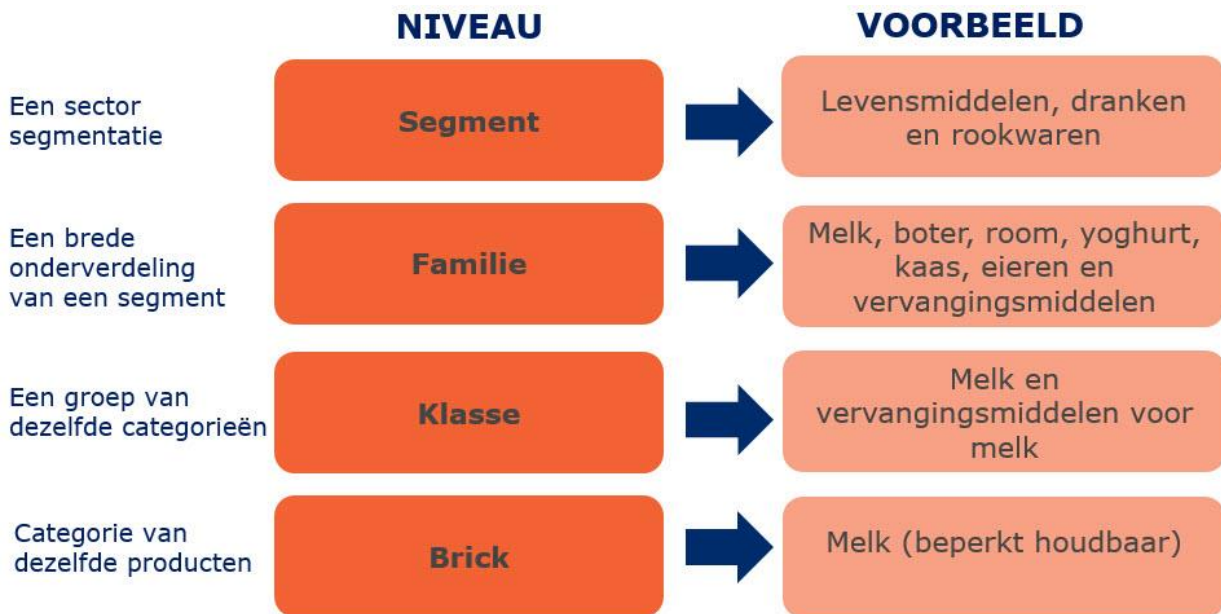 NIVEAU
VOORBEELD
Een sector
segmentatie
Segment
Levensmiddelen, dranken
en rookwaren
Een brede
onderverdeling
van een segment
Familie
Melk, boter, room, yoghurt,
kaas, eieren en
vervangingsmiddelen
Een groep van
dezelfde categorieën
Klasse
Melk en
vervangingsmiddelen voor
melk
Categorie van
dezelfde producten
Brick
Melk (beperkt houdbaar)